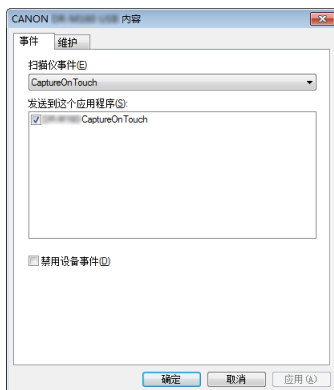 CANON 内容
事件 维护
扫描仪事件(E)
CaptureOnTouch
发送到这个应用程序(S):
CaptureOnTouch
禁用设备事件(D)
确定 取消 应用(A)